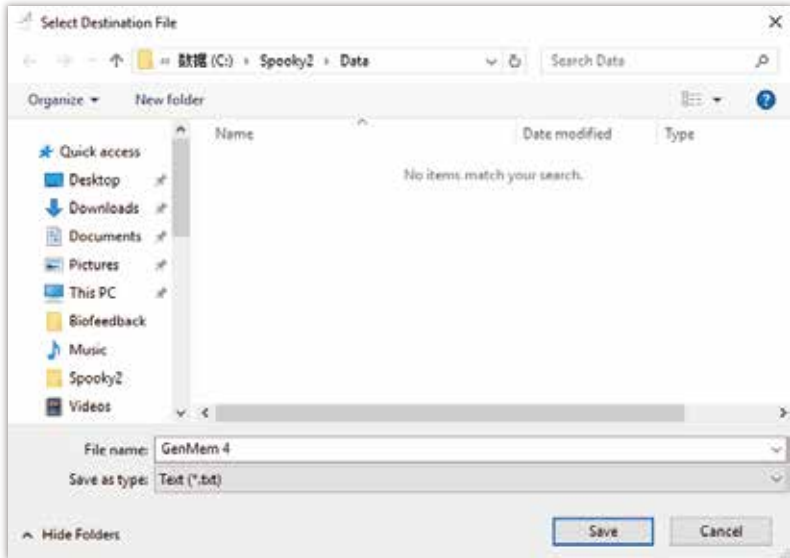 Select Destination File
« 数据 (C:) › Spooky2 › Data
Search Data
Organize
New folder
Name
Date modified
Type
Quick access
No items match your search.
Desktop
Downloads
Documents
Pictures
This PC
Biofeedback
Music
Spooky2
Videos
File name: GenMem 4
Save as type: Text (*.txt)
Hide Folders
Save
Cancel